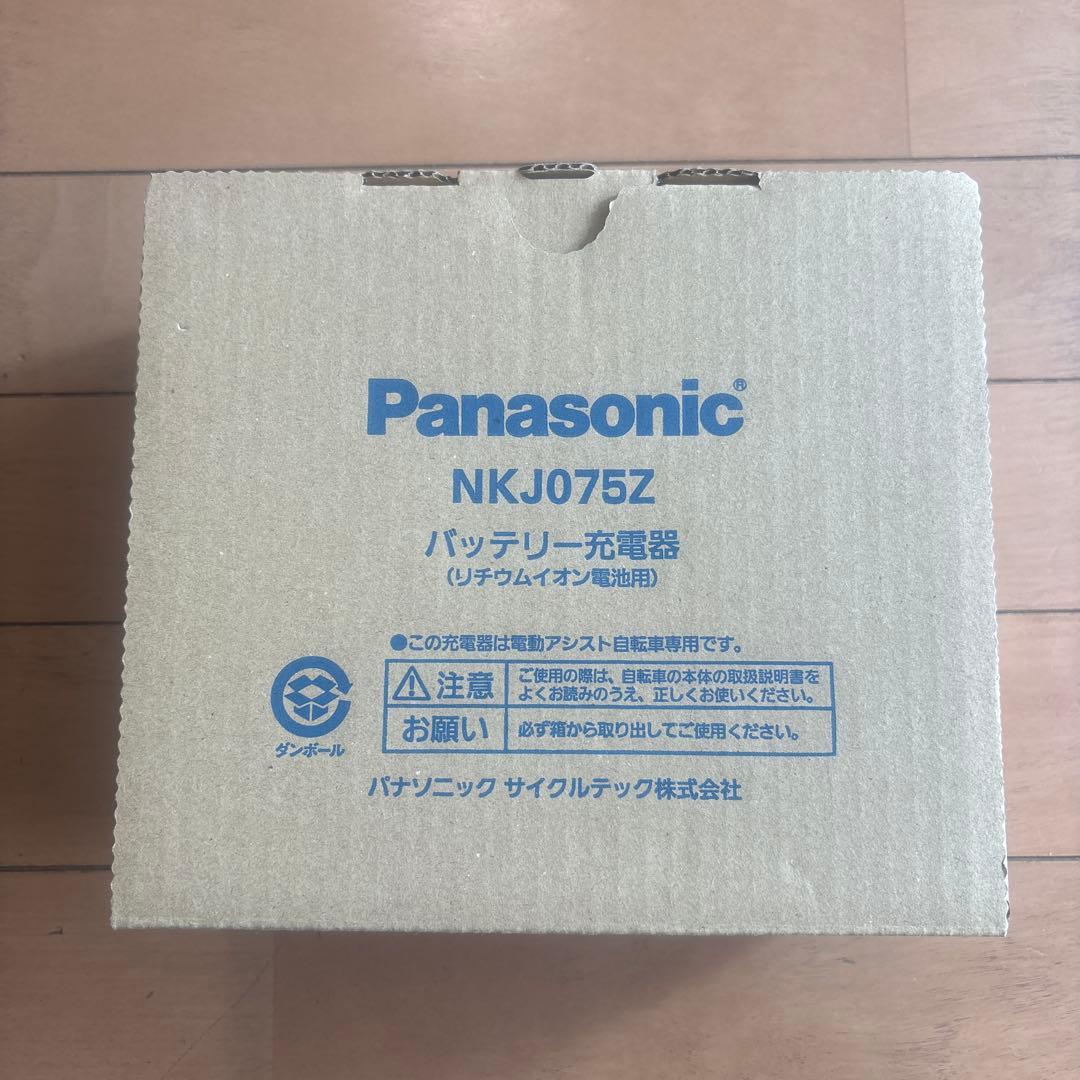 Panasonic®
NKJ075Z
バッテリー充電器
(リチウムイオン電池用)
●この充電器は電動アシスト自転車専用です。
注意
ご使用の際は、自転車の本体の取扱説明書を
よくお読みのうえ、正しくお使いください。
お願い
必ず箱から取り出してご使用ください。
ダンボール
パナソニック サイクルテック株式会社